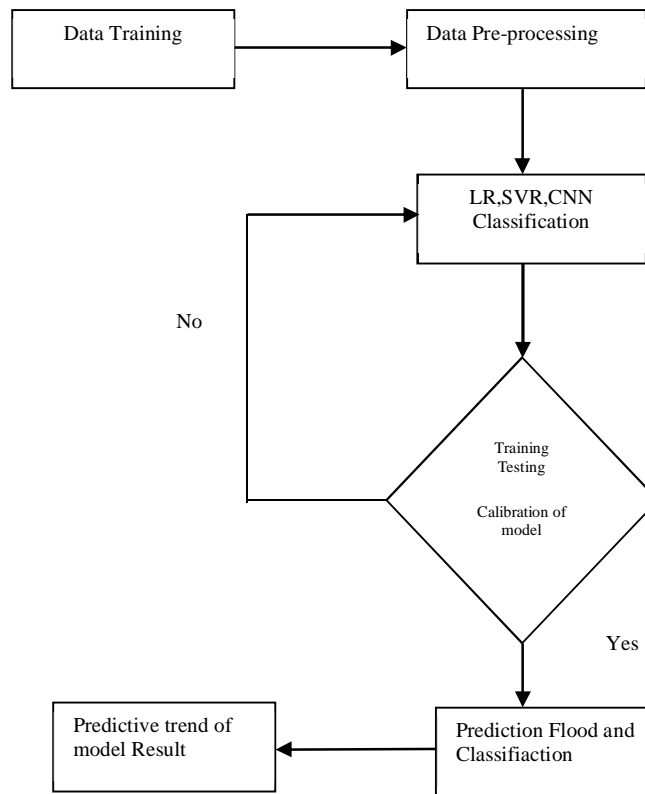 Data Training
Data Pre-processing
LR,SVR,CNN
Classification
No
Training
Testing
Calibration of
model
Yes
Prediction Flood and
Classifiaction
Predictive trend of
model Result